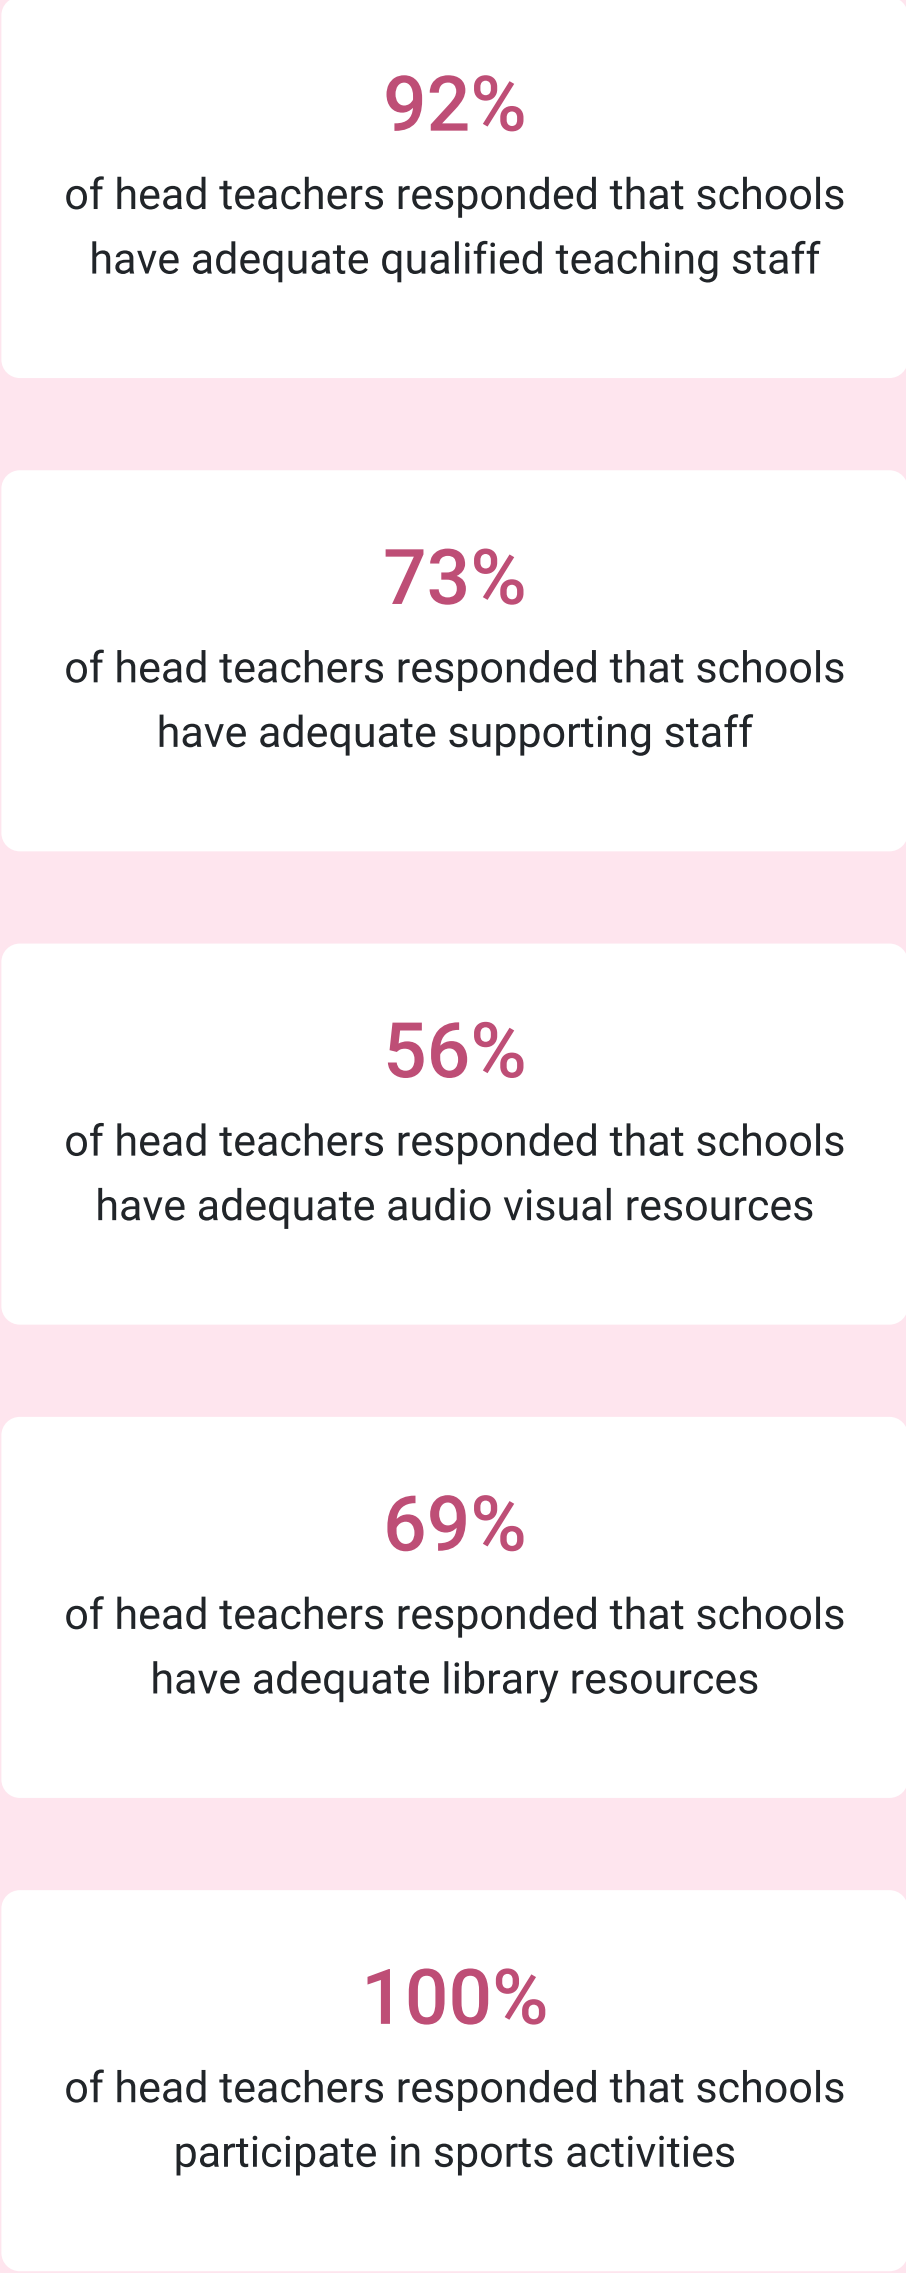 92%
of head teachers responded that schools
have adequate qualified teaching staff
73%
of head teachers responded that schools
have adequate supporting staff
56%
of head teachers responded that schools
have adequate audio visual resources
69%
of head teachers responded that schools
have adequate library resources
100%
of head teachers responded that schools
participate in sports activities